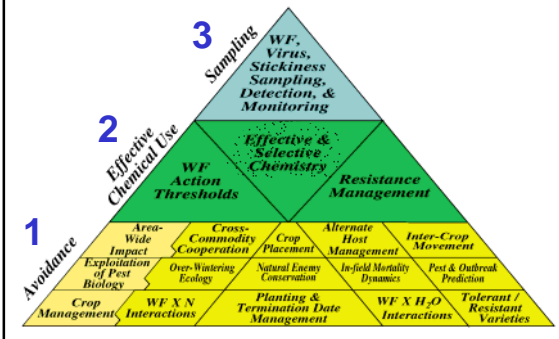 3
Sampling
WF,
Virus,
Stickiness
Sampling,
Detection, &
Monitoring
2
Effective
Chemical Use
WF
Action
Thresholds
Effective &
Selective
Chemistry
Resistance
Management
1
Avoidance
Area-
Wide
Impact
Cross-
Commodity
Cooperation
Crop
Placement
Alternate
Host
Management
Inter-Crop
Movement
Exploitation
of Pest
Biology
Over-Wintering
Ecology
Natural Enemy
Conservation
In-field Mortality
Dynamics
Pest & Outbreak
Prediction
Crop
Management
WF X N
Interactions
Planting &
Termination Date
Management
WF X H₂O
Interactions
Tolerant /
Resistant
Varieties